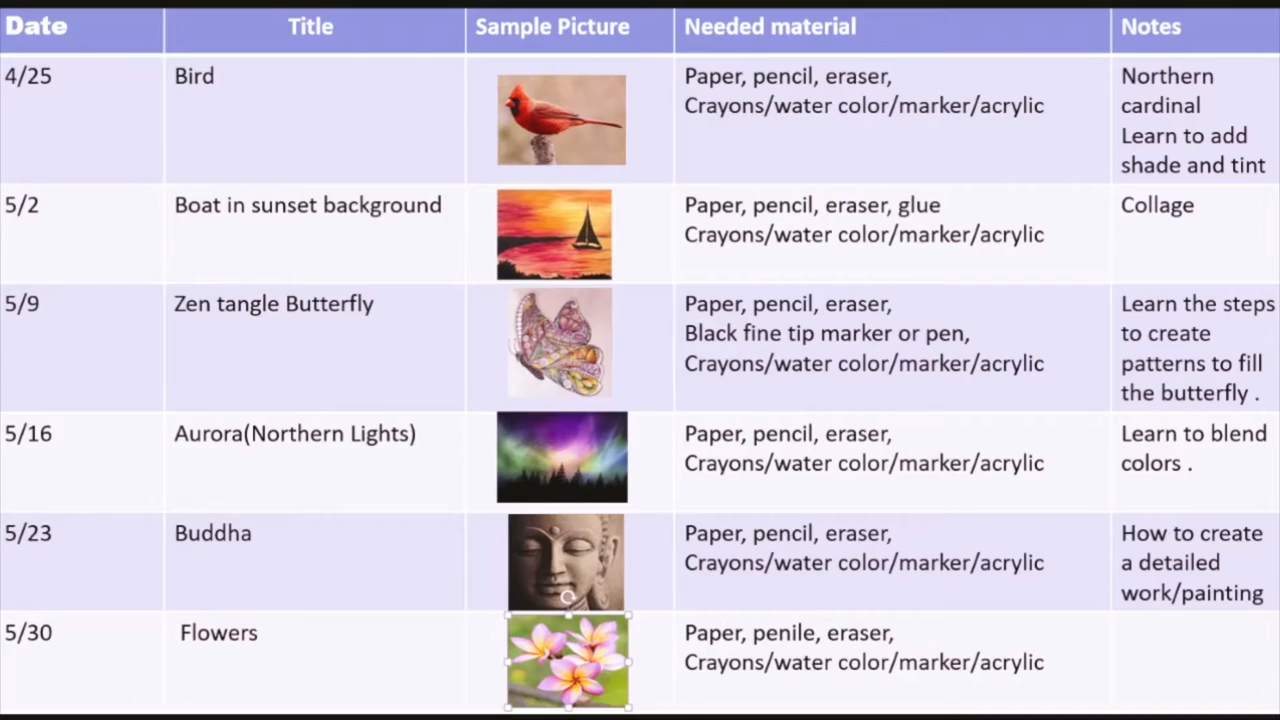 Date Title Sample Picture Needed material Notes
4/25 Bird Paper, pencil, eraser, Northern
Crayons/water color/marker/acrylic cardinal
Learn to add
shade and tint
5/2 Boat in sunset background Paper, pencil, eraser, glue Collage
Crayons/water color/marker/acrylic
5/9 Zen tangle Butterfly Paper, pencil, eraser, Learn the steps
Black fine tip marker or pen, to create
Crayons/water color/marker/acrylic patterns to fill
the butterfly .
5/16 Aurora(Northern Lights) Paper, pencil, eraser, Learn to blend
Crayons/water color/marker/acrylic colors .
5/23 Buddha Paper, pencil, eraser, How to create
Crayons/water color/marker/acrylic a detailed
work/painting
5/30 Flowers Paper, penile, eraser,
Crayons/water color/marker/acrylic